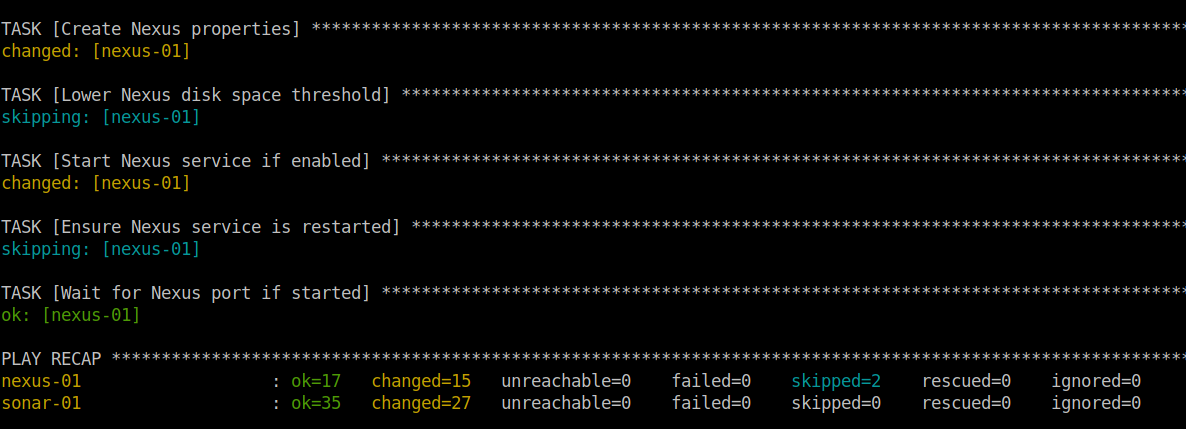 TASK [Create Nexus properties] ****************************************************************************************
changed: [nexus-01]
TASK [Lower Nexus disk space threshold] *******************************************************************************
skipping: [nexus-01]
TASK [Start Nexus service if enabled] *********************************************************************************
changed: [nexus-01]
TASK [Ensure Nexus service is restarted] ******************************************************************************
skipping: [nexus-01]
TASK [Wait for Nexus port if started] *********************************************************************************
ok: [nexus-01]
PLAY RECAP ************************************************************************************************************
nexus-01                   : ok=17   changed=15   unreachable=0    failed=0    skipped=2    rescued=0    ignored=0
sonar-01                   : ok=35   changed=27   unreachable=0    failed=0    skipped=0    rescued=0    ignored=0